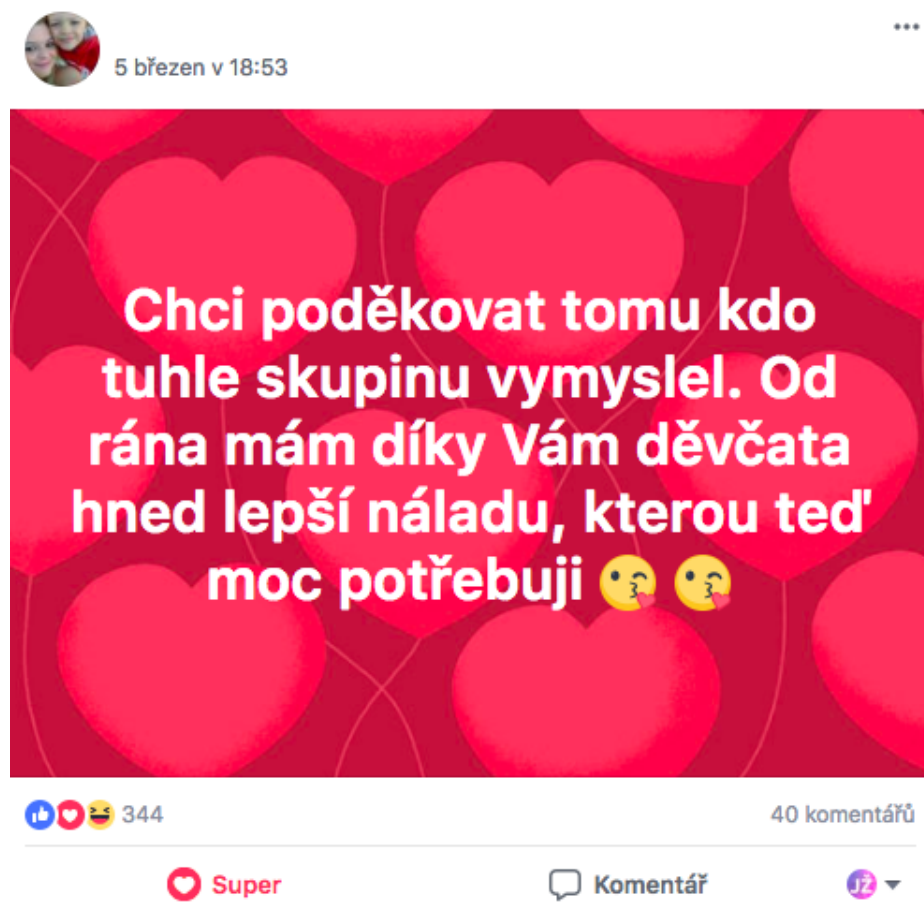 5 březen v 18:53
Chci poděkovat tomu kdo
tuhle skupinu vymyslel. Od
rána mám díky Vám děvčata
hned lepší náladu, kterou teď
moc potřebuji 😘 😘
344
40 komentářů
Super
Komentář
JŽ